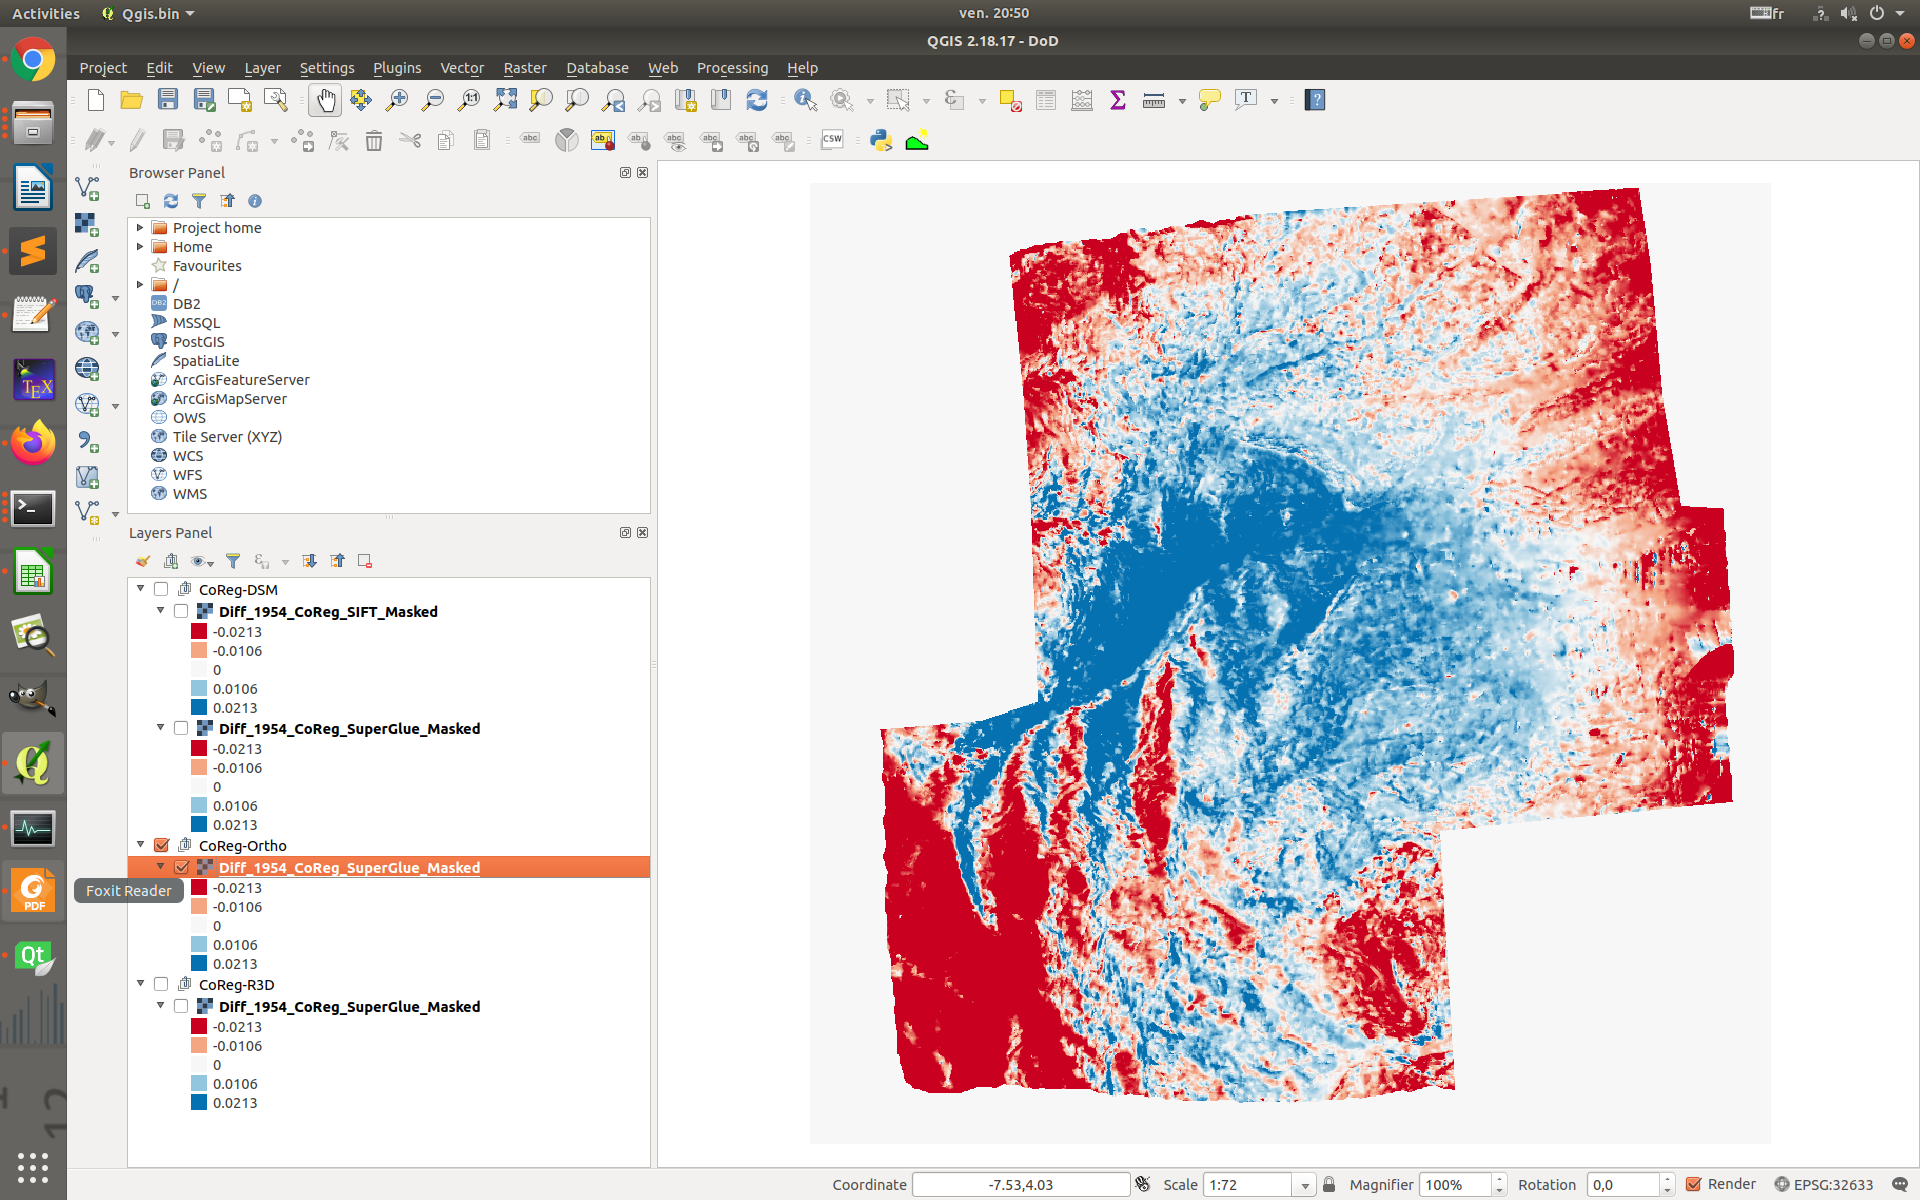 Activities Qgis.bin ven. 20:50 fr
QGIS 2.18.17 - DoD
Project Edit View Layer Settings Plugins Vector Raster Database Web Processing Help
Browser Panel
Project home
Home
Favourites
/
DB2
MSSQL
PostGIS
SpatiaLite
ArcGisFeatureServer
ArcGisMapServer
OWS
Tile Server (XYZ)
WCS
WFS
WMS
Layers Panel
CoReg-DSM
Diff_1954_CoReg_SIFT_Masked
-0.0213
-0.0106
0
0.0106
0.0213
Diff_1954_CoReg_SuperGlue_Masked
-0.0213
-0.0106
0
0.0106
0.0213
CoReg-Ortho
Diff_1954_CoReg_SuperGlue_Masked
Foxit Reader
-0.0213
-0.0106
0
0.0106
0.0213
CoReg-R3D
Diff_1954_CoReg_SuperGlue_Masked
-0.0213
-0.0106
0
0.0106
0.0213
Coordinate -7.53,4.03 Scale 1:72 Magnifier 100% Rotation 0,0 Render EPSG:32633